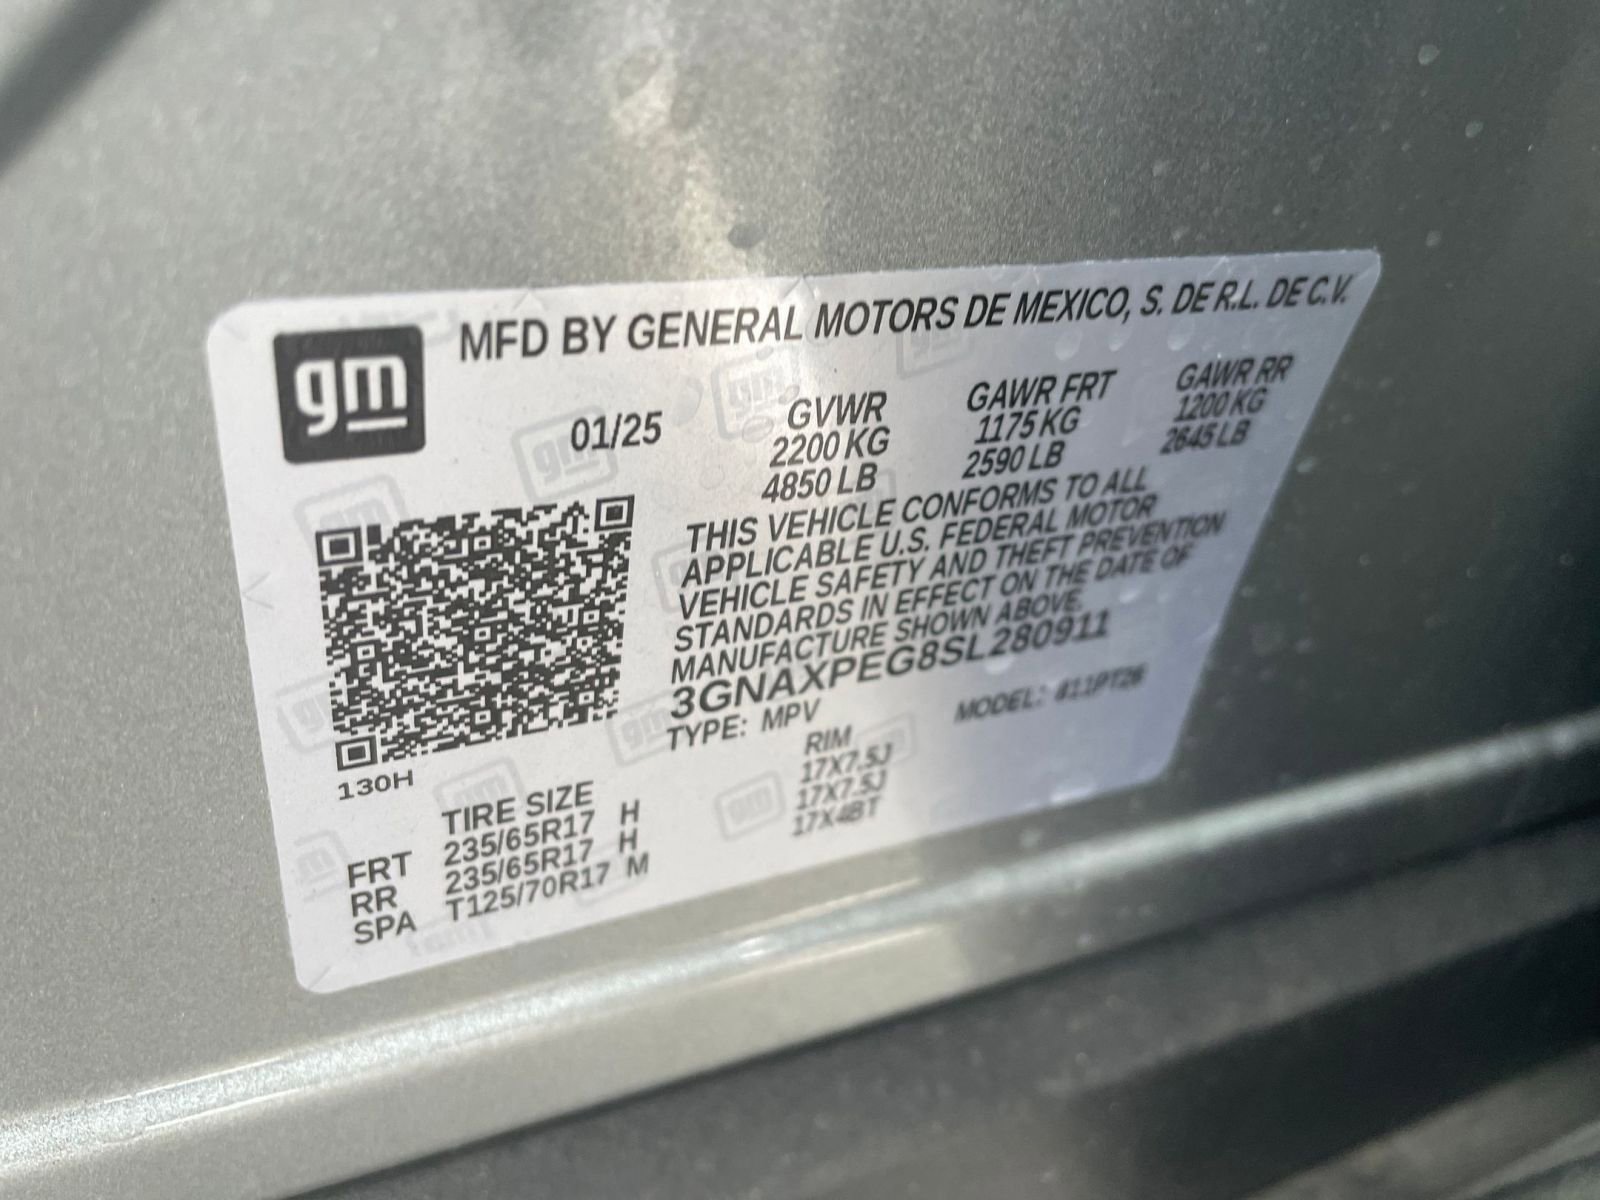 gm
MFD BY GENERAL MOTORS DE MEXICO, S. DE R.L. DE C.V.
01/25
GVWR GAWR FRT GAWR RR
2200 KG 1175 KG 1200 KG
4850 LB 2590 LB 2645 LB
THIS VEHICLE CONFORMS TO ALL
APPLICABLE U.S. FEDERAL MOTOR
VEHICLE SAFETY AND THEFT PREVENTION
STANDARDS IN EFFECT ON THE DATE OF
MANUFACTURE SHOWN ABOVE.
3GNAXPEG8SL280911
TYPE: MPV MODEL:
130H
TIRE SIZE RIM
FRT 235/65R17 H 17X7.5J
RR 235/65R17 H 17X7.5J
SPA T125/70R17 M 17X4BT